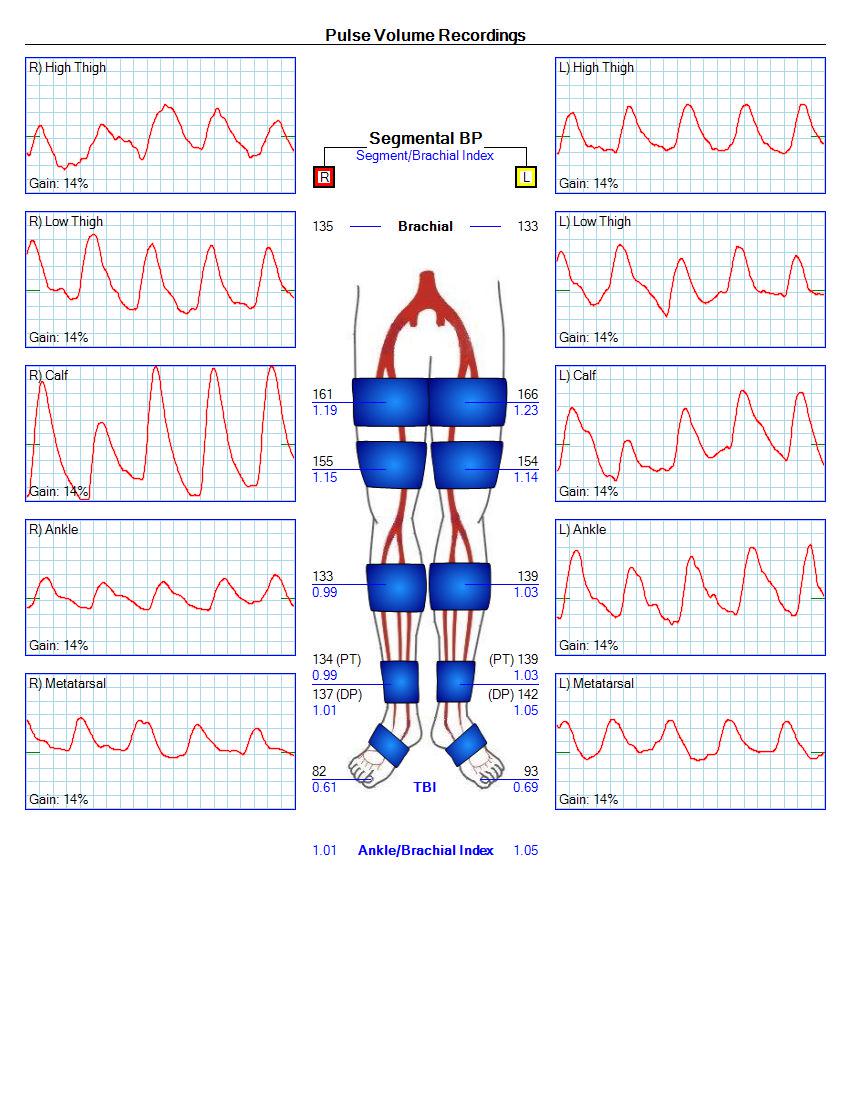 Pulse Volume Recordings
R) High Thigh
Gain: 14%
R) Low Thigh
Gain: 14%
R) Calf
Gain: 14%
R) Ankle
Gain: 14%
R) Metatarsal
Gain: 14%
Segmental BP
Segment/Brachial Index
R
L
135 Brachial 133
161 166
1.19 1.23
155 154
1.15 1.14
133 139
0.99 1.03
134 (PT) (PT) 139
0.99 1.03
137 (DP) (DP) 142
1.01 1.05
82 93
0.61 TBI 0.69
1.01 Ankle/Brachial Index 1.05
L) High Thigh
Gain: 14%
L) Low Thigh
Gain: 14%
L) Calf
Gain: 14%
L) Ankle
Gain: 14%
L) Metatarsal
Gain: 14%